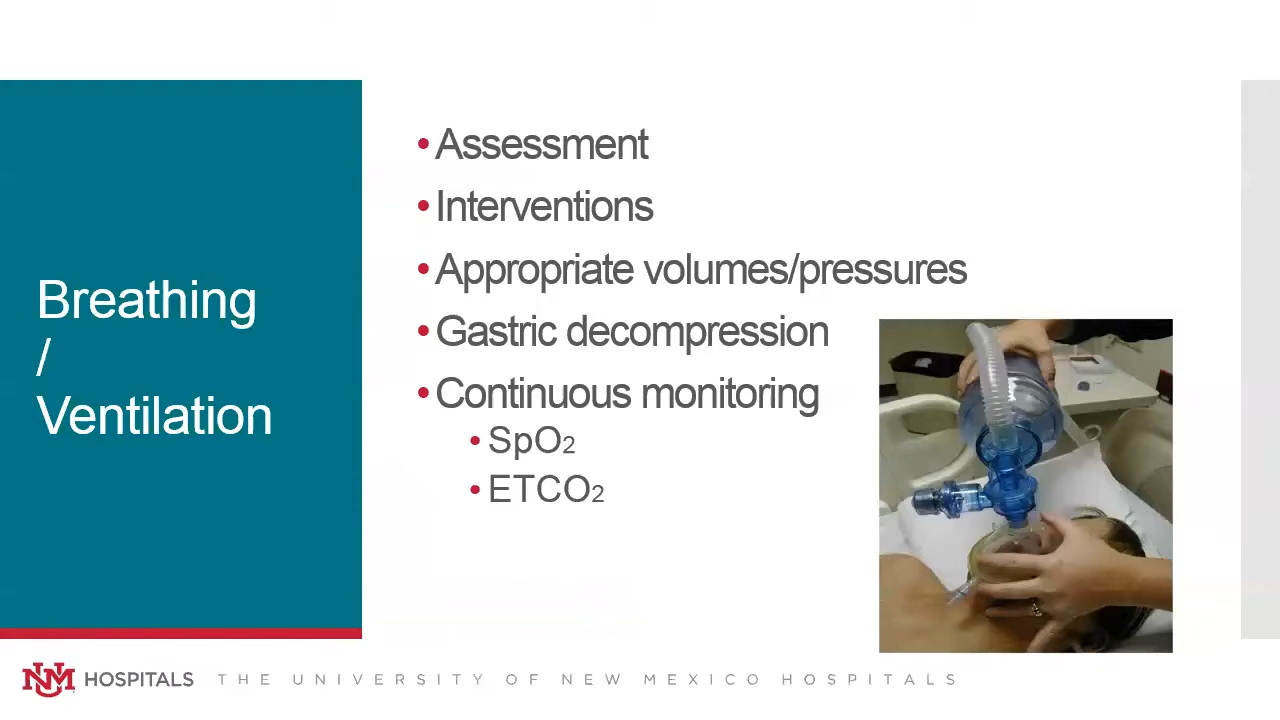 Breathing
/
Ventilation
•Assessment
•Interventions
•Appropriate volumes/pressures
•Gastric decompression
•Continuous monitoring
•SpO₂
•ETCO₂
UNM HOSPITALS THE UNIVERSITY OF NEW MEXICO HOSPITALS